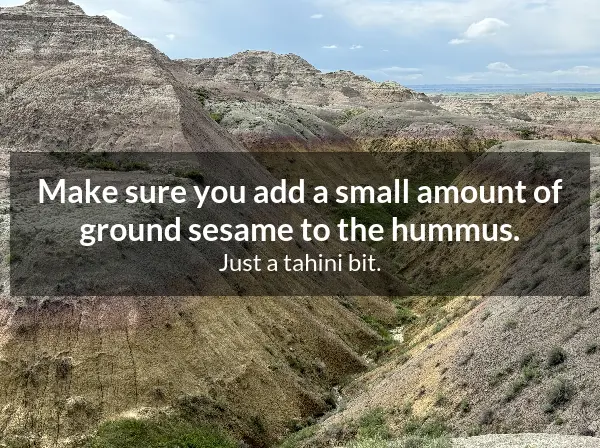 Make sure you add a small amount of
ground sesame to the hummus.
Just a tahini bit.